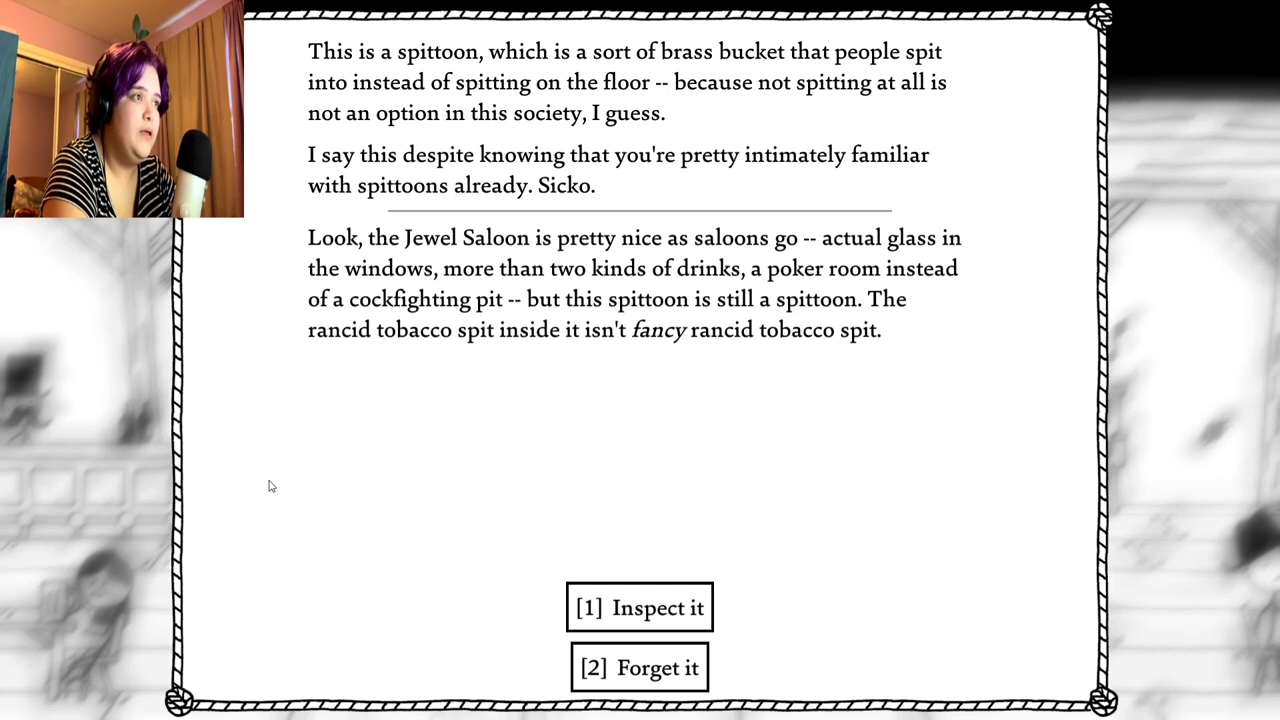 This is a spittoon, which is a sort of brass bucket that people spit
into instead of spitting on the floor -- because not spitting at all is
not an option in this society, I guess.
I say this despite knowing that you're pretty intimately familiar
with spittoons already. Sicko.
Look, the Jewel Saloon is pretty nice as saloons go -- actual glass in
the windows, more than two kinds of drinks, a poker room instead
of a cockfighting pit -- but this spittoon is still a spittoon. The
rancid tobacco spit inside it isn't fancy rancid tobacco spit.
[1] Inspect it
[2] Forget it